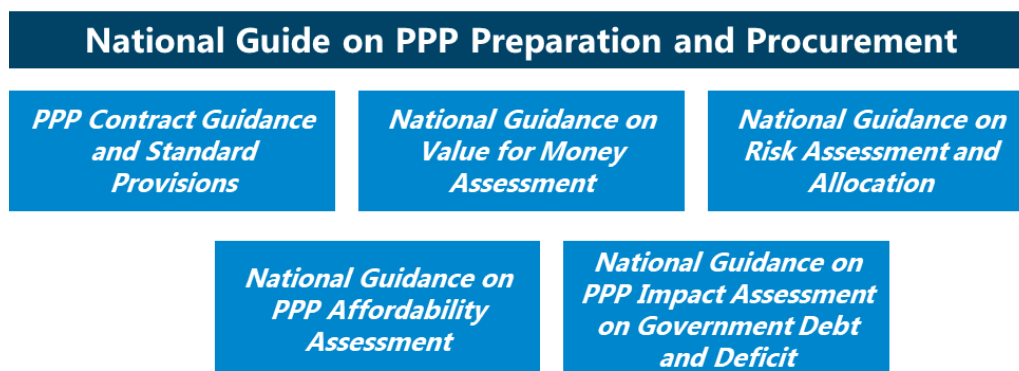 National Guide on PPP Preparation and Procurement
PPP Contract Guidance
and Standard
Provisions
National Guidance on
Value for Money
Assessment
National Guidance on
Risk Assessment and
Allocation
National Guidance on
PPP Affordability
Assessment
National Guidance on
PPP Impact Assessment
on Government Debt
and Deficit